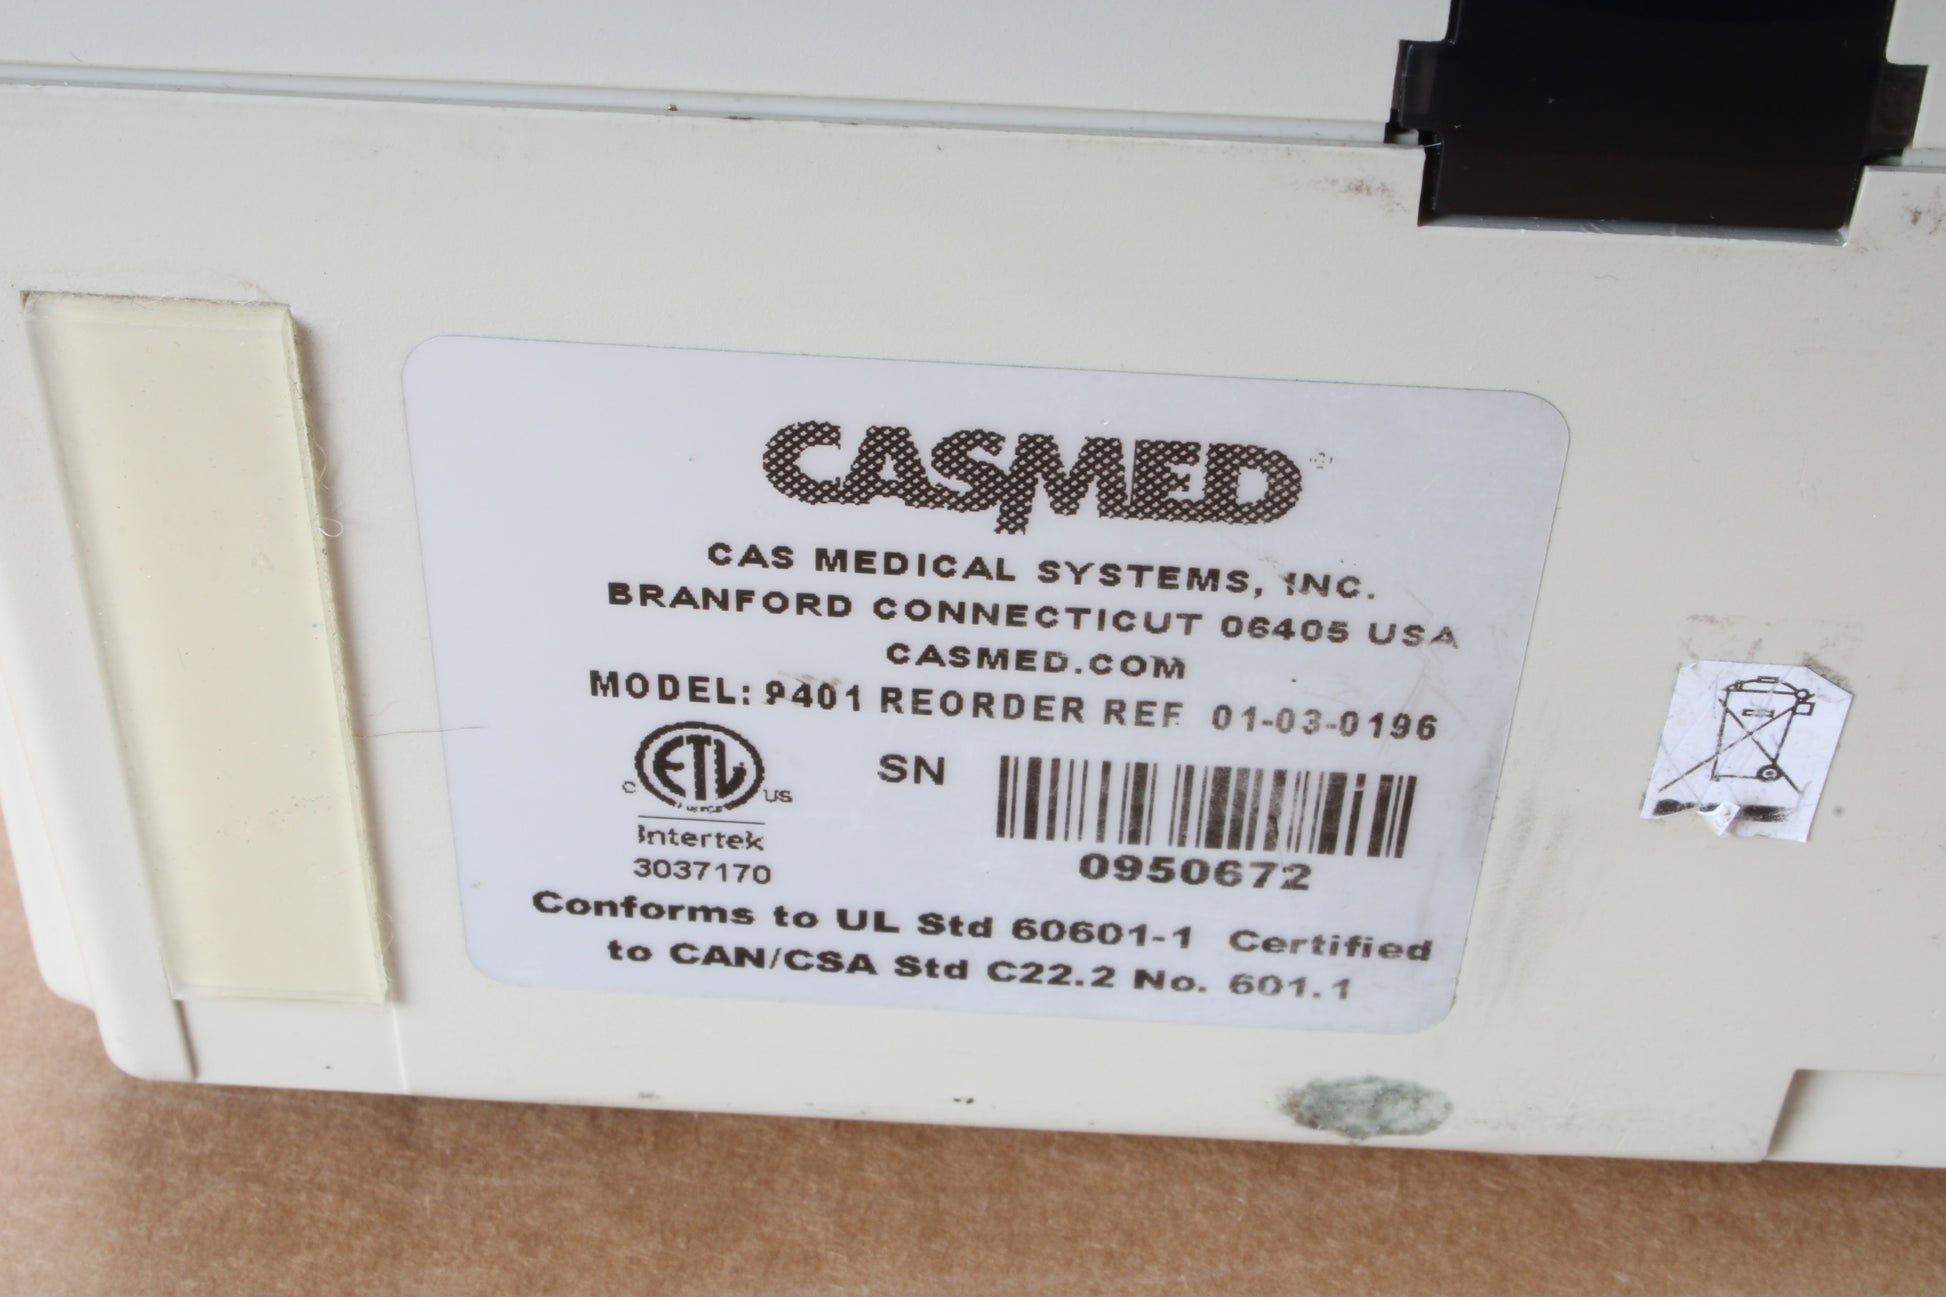 CASMED
CAS MEDICAL SYSTEMS, INC.
BRANFORD CONNECTICUT 06405 USA
CASMED.COM
MODEL: 9401 REORDER REF 01-03-0196
ETL
C US
Intertek
3037170
SN
0950672
Conforms to UL Std 60601-1 Certified
to CAN/CSA Std C22.2 No. 601.1